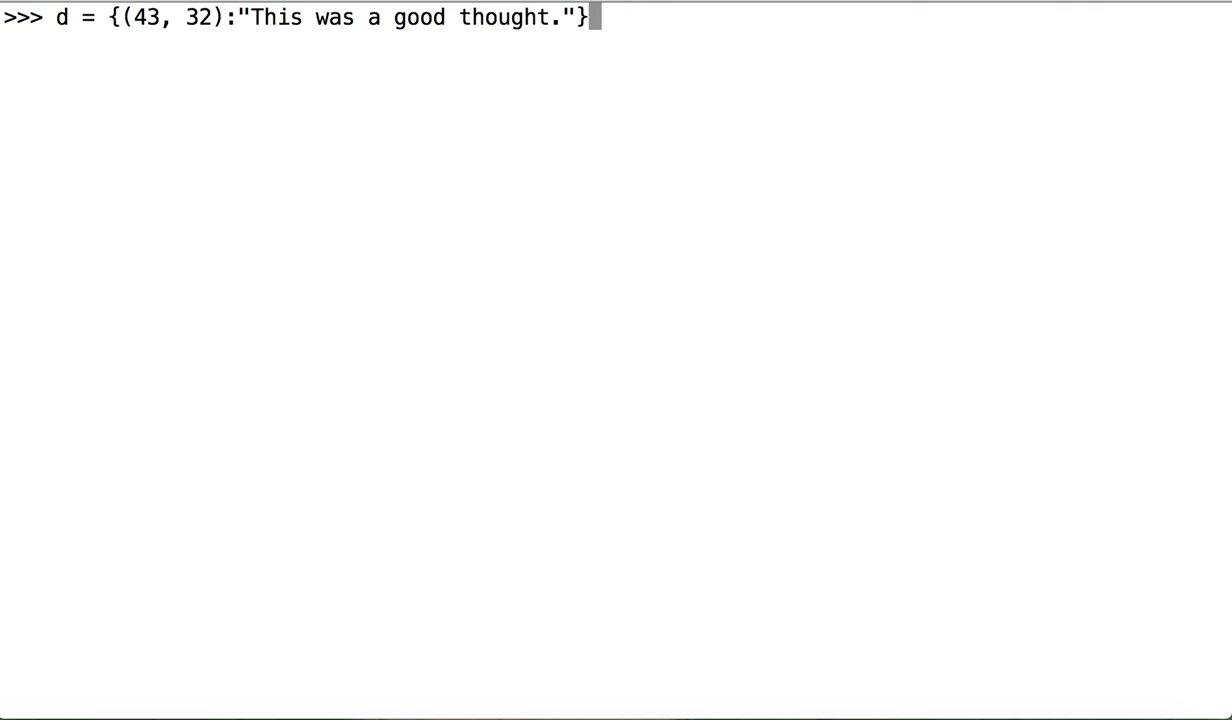 >>> d = {(43, 32):"This was a good thought."}